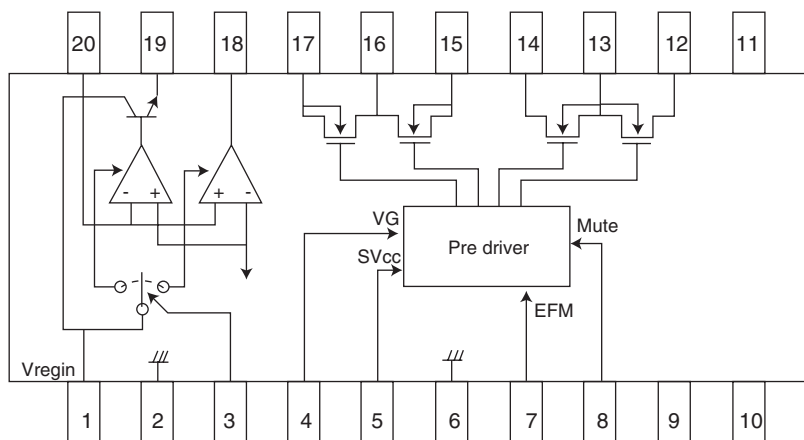 20 19 18 17 16 15 14 13 12 11
- + + -
VG
Mute
Pre driver
SVcc
EFM
Vregin
1 2 3 4 5 6 7 8 9 10